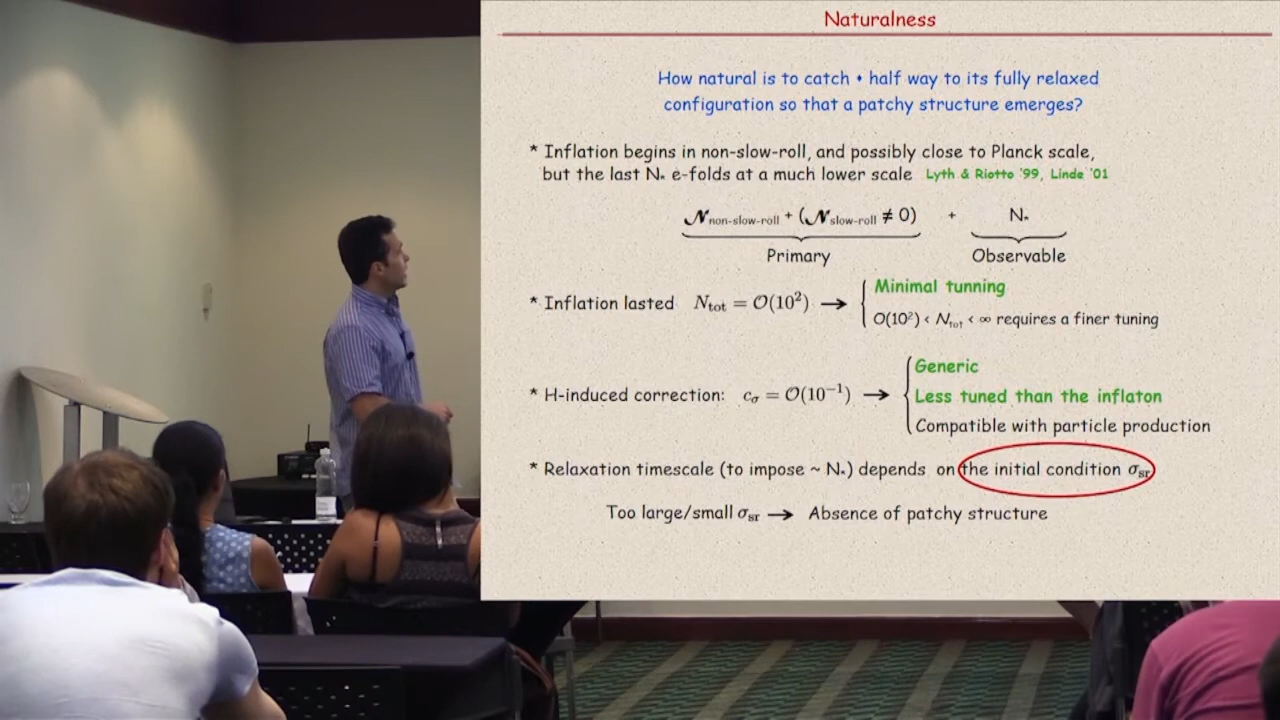 Naturalness
How natural is to catch • half way to its fully relaxed
configuration so that a patchy structure emerges?
* Inflation begins in non-slow-roll, and possibly close to Planck scale,
but the last N* e-folds at a much lower scale Lyth & Riotto '99, Linde '01
𝒩non-slow-roll + (𝒩slow-roll ≠ 0) + N*
Primary Observable
* Inflation lasted Ntot = 𝒪(10²) → Minimal tunning
O(10²) < Ntot < ∞ requires a finer tuning
Generic
* H-induced correction: cσ = 𝒪(10⁻¹) → Less tuned than the inflaton
Compatible with particle production
* Relaxation timescale (to impose ~ N*) depends on the initial condition σsr
Too large/small σsr → Absence of patchy structure